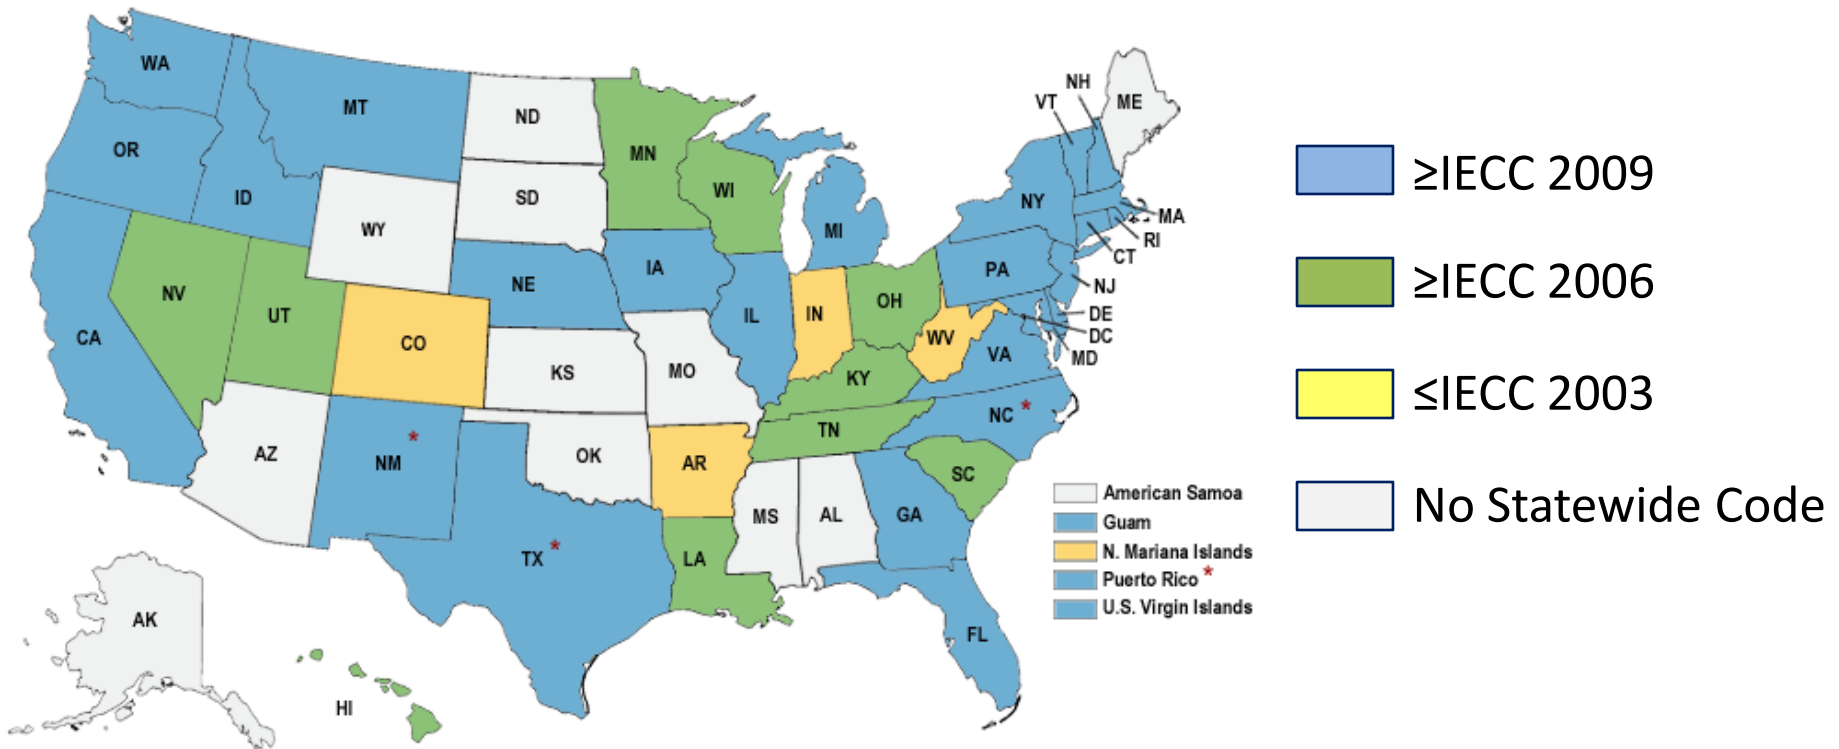 WA
MT
ND
MN
OR
ID
SD
WI
WY
MI
NY
VT
NH
ME
MA
RI
CT
NJ
DE
DC
MD
PA
NE
IA
IL
IN
OH
WV
VA
NV
UT
CO
CA
KS
MO
KY
NC *
TN
SC
AZ
NM *
OK
AR
MS
AL
GA
TX *
LA
FL
AK
HI
American Samoa
Guam
N. Mariana Islands
Puerto Rico *
U.S. Virgin Islands
≥IECC 2009
≥IECC 2006
≤IECC 2003
No Statewide Code